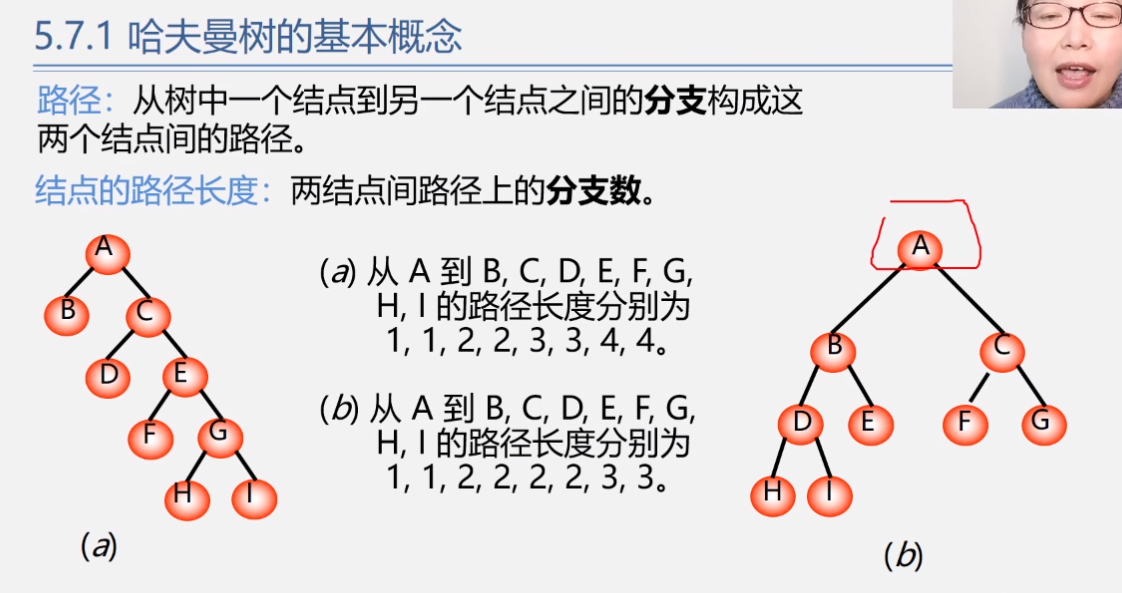 5.7.1 哈夫曼树的基本概念
路径：从树中一个结点到另一个结点之间的分支构成这
两个结点间的路径。
结点的路径长度：两结点间路径上的分支数。
A
B
C
D
E
F
G
H
I
(a)
(a) 从 A 到 B, C, D, E, F, G,
H, I 的路径长度分别为
1, 1, 2, 2, 3, 3, 4, 4。
(b) 从 A 到 B, C, D, E, F, G,
H, I 的路径长度分别为
1, 1, 2, 2, 2, 2, 3, 3。
A
B
C
D
E
F
G
H
I
(b)